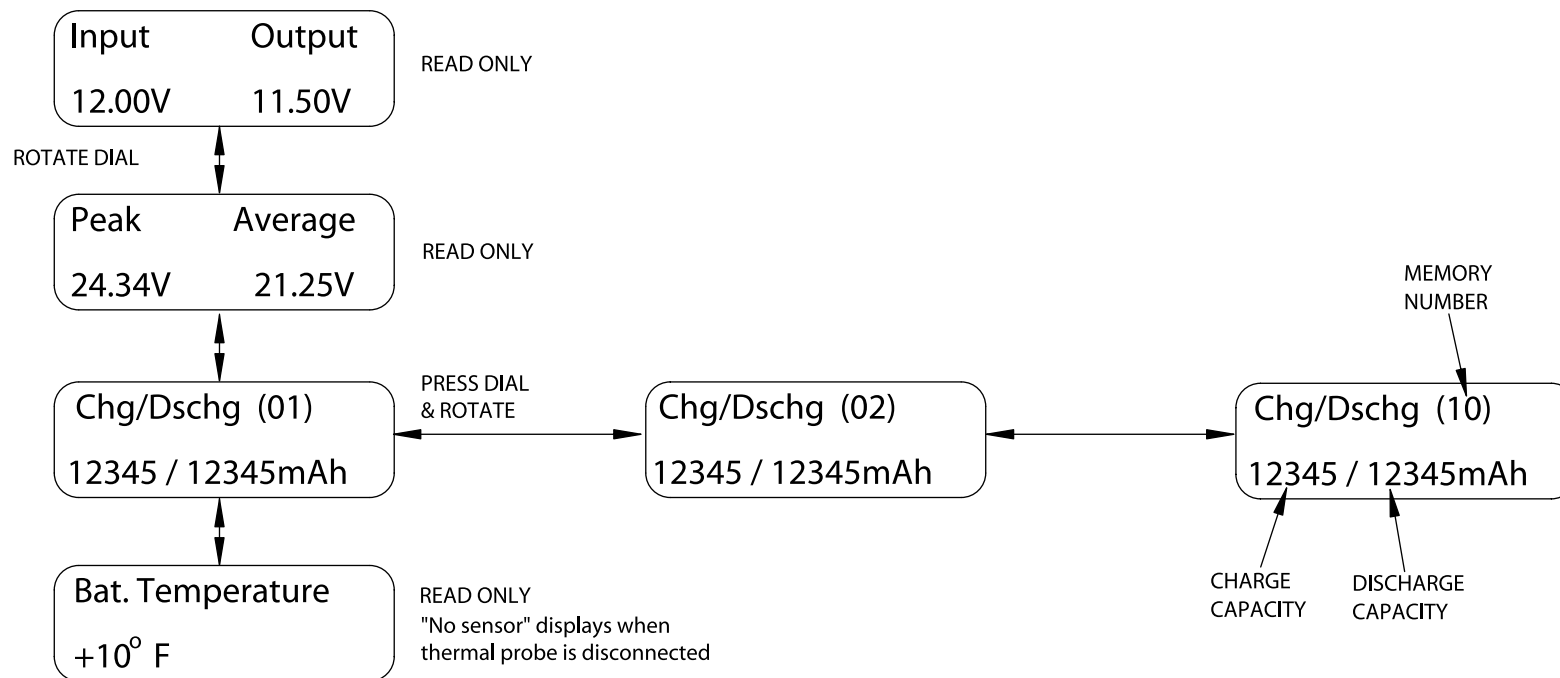 Input Output
12.00V 11.50V
READ ONLY
ROTATE DIAL
Peak Average
24.34V 21.25V
READ ONLY
Chg/Dschg (01)
12345 / 12345mAh
PRESS DIAL
& ROTATE
Chg/Dschg (02)
12345 / 12345mAh
MEMORY
NUMBER
Chg/Dschg (10)
12345 / 12345mAh
CHARGE
CAPACITY
DISCHARGE
CAPACITY
Bat. Temperature
+10° F
READ ONLY
"No sensor" displays when
thermal probe is disconnected